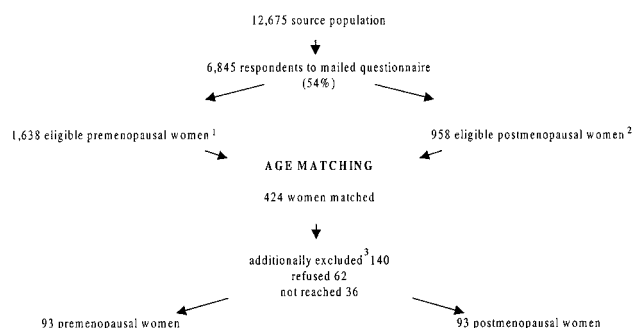 12,675 source population
6,845 respondents to mailed questionnaire
(54%)
1,638 eligible premenopausal women 1
958 eligible postmenopausal women 2
AGE MATCHING
424 women matched
additionally excluded 3 140
refused 62
not reached 36
93 premenopausal women
93 postmenopausal women